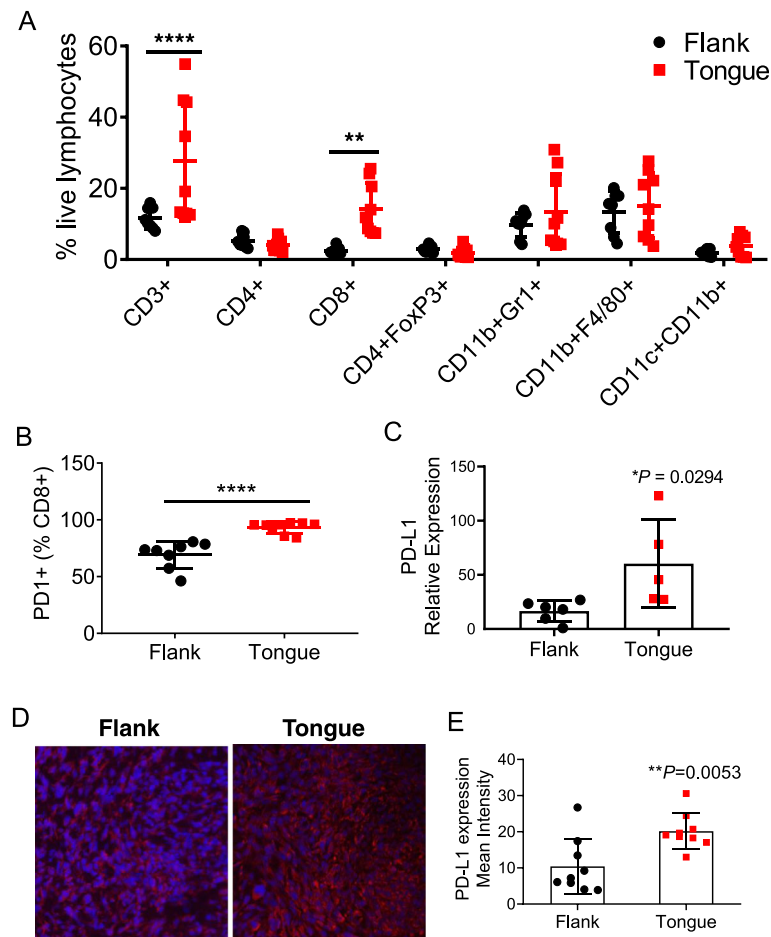 A
****
**
Flank
Tongue
% live lymphocytes
60
40
20
0
CD3+
CD4+
CD8+
CD4+FoxP3+
CD11b+Gr1+
CD11b+F4/80+
CD11c+CD11b+
B
****
PD1+ (% CD8+)
150
100
50
0
Flank
Tongue
C
*P = 0.0294
PD-L1
Relative Expression
150
100
50
0
Flank
Tongue
D
Flank
Tongue
E
**P=0.0053
PD-L1 expression
Mean Intensity
40
30
20
10
0
Flank
Tongue